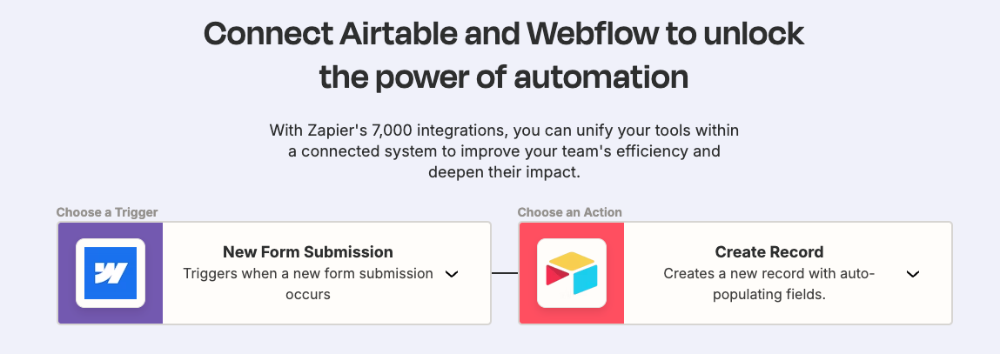 Connect Airtable and Webflow to unlock
the power of automation
With Zapier's 7,000 integrations, you can unify your tools within
a connected system to improve your team's efficiency and
deepen their impact.
Choose a Trigger
New Form Submission
Triggers when a new form submission
occurs
Choose an Action
Create Record
Creates a new record with auto-
populating fields.